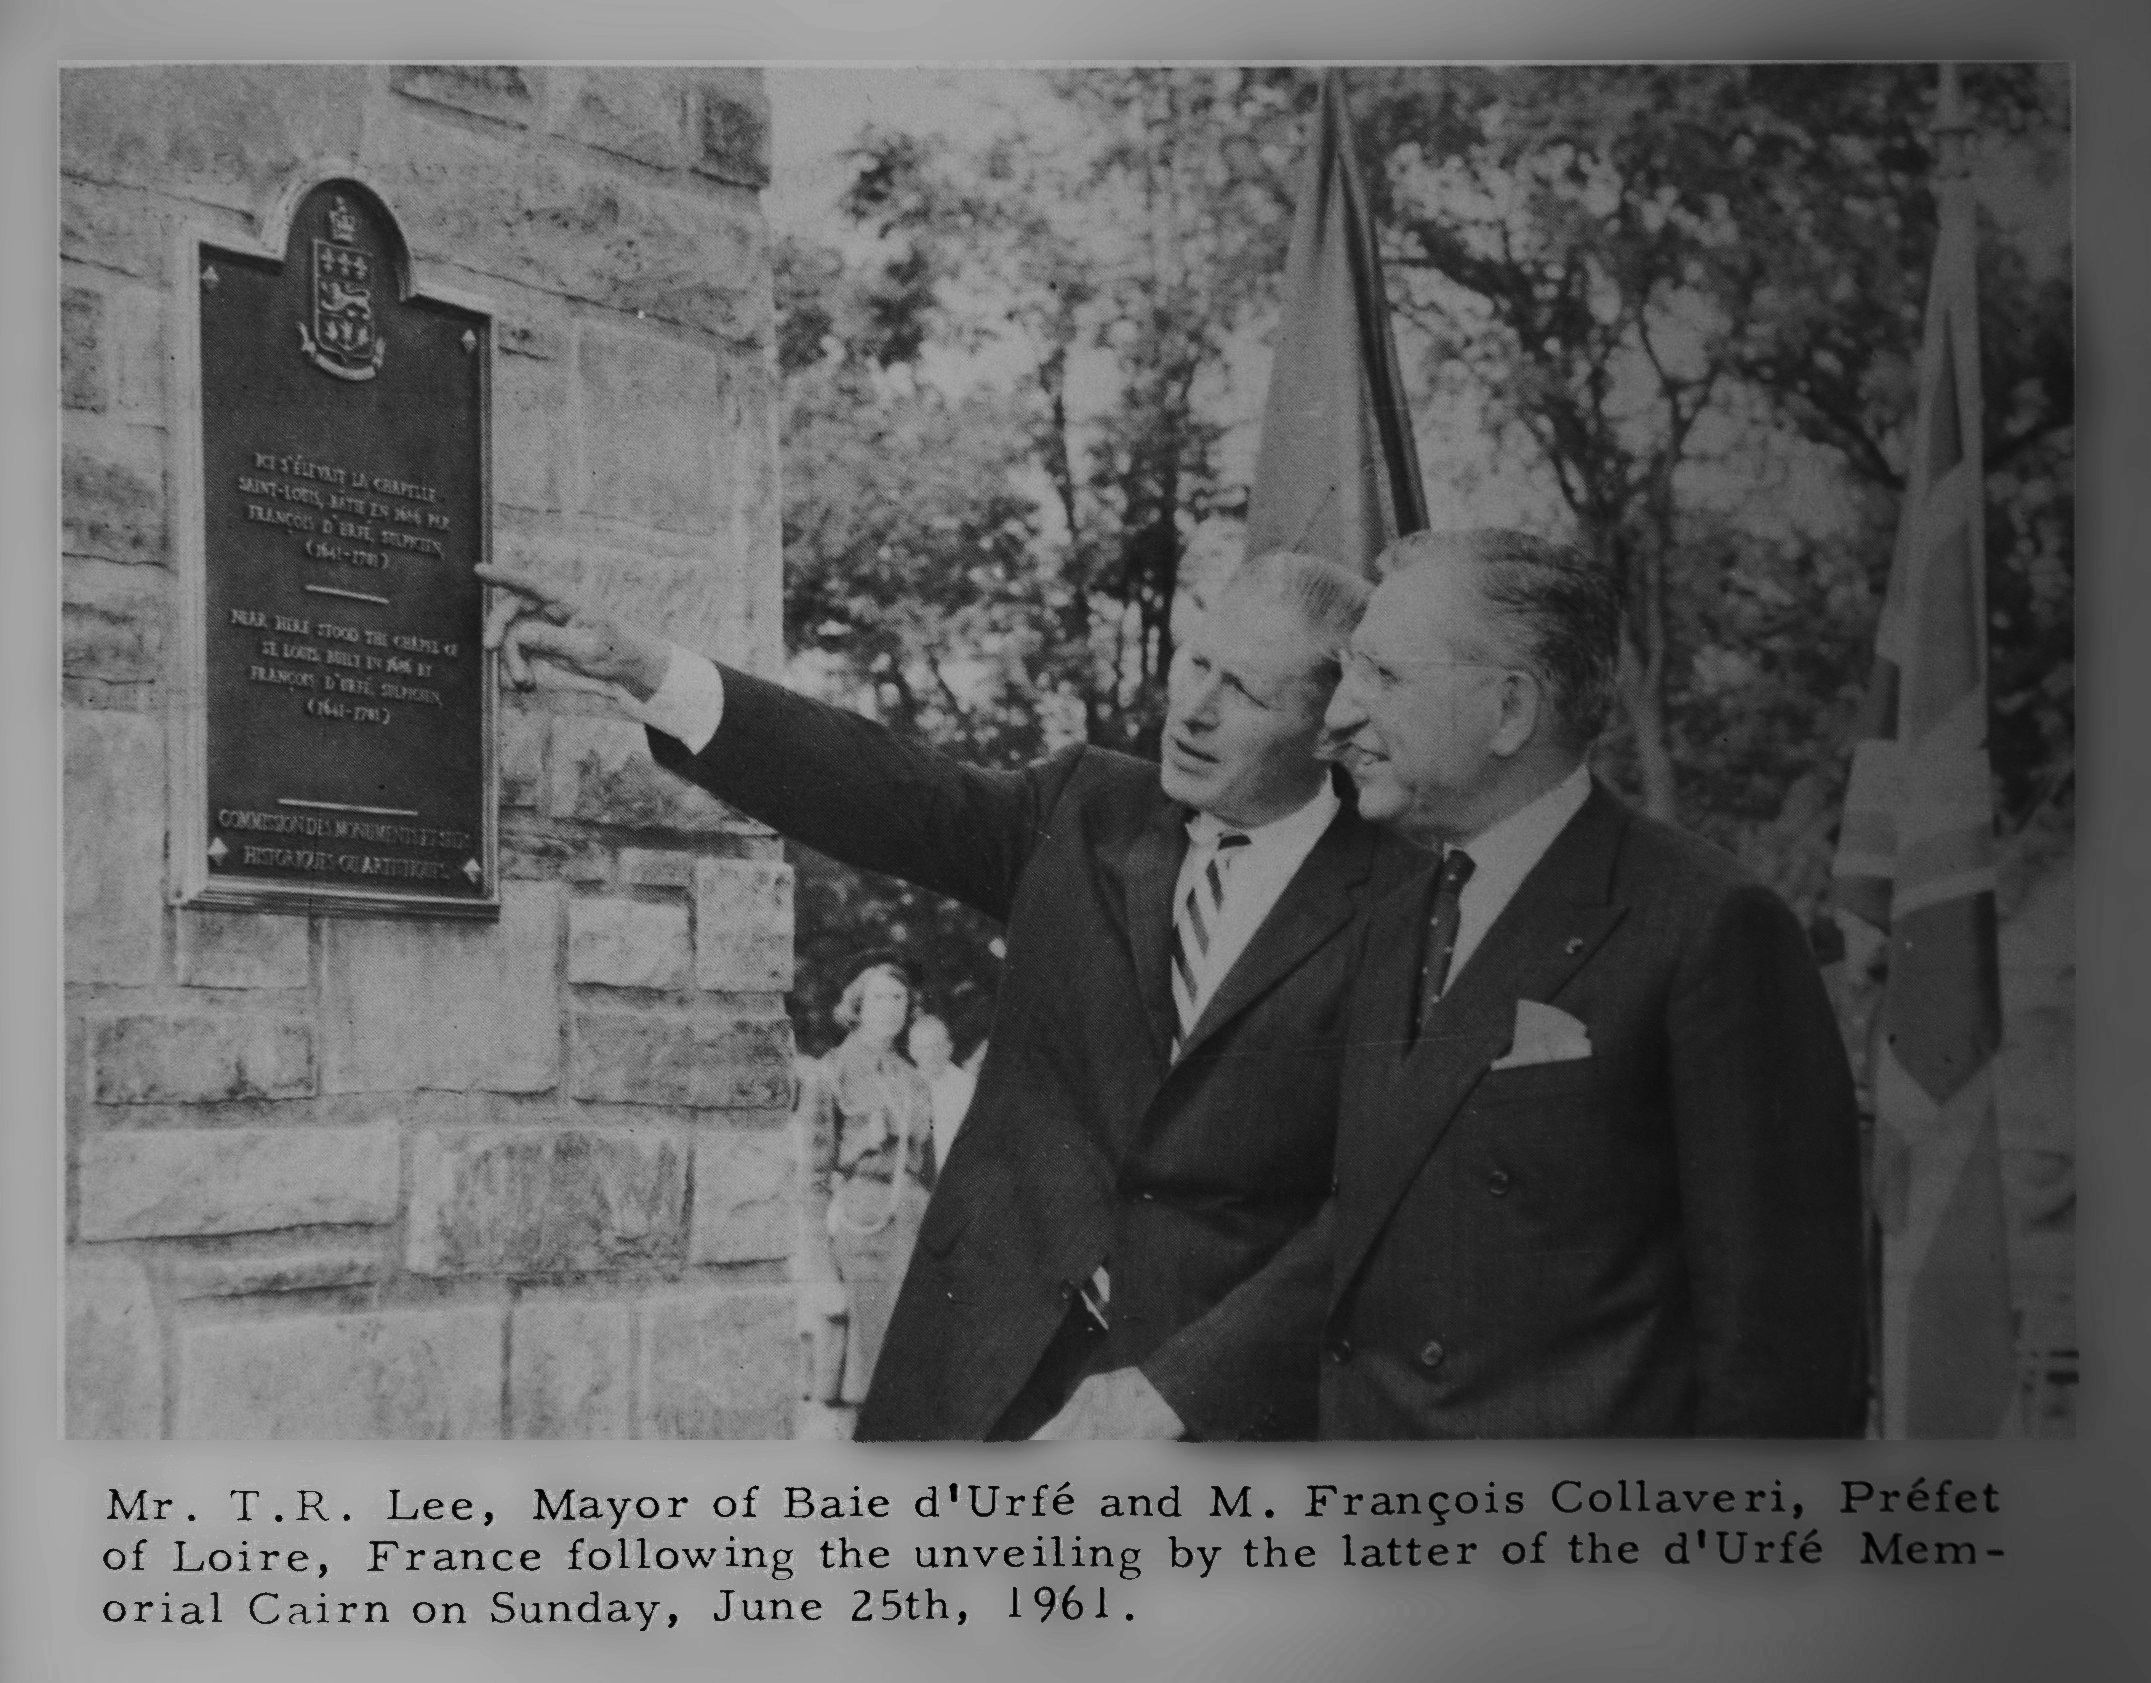 ICI S'ÉLEVAIT LA CHAPELLE
SAINT-LOUIS, BÂTIE EN 1686 PAR
FRANÇOIS D'URFÉ, SULPICIEN,
(1641-1701)
NEAR HERE STOOD THE CHAPEL OF
ST. LOUIS, BUILT IN 1686 BY
FRANÇOIS D'URFÉ, SULPICIEN,
(1641-1701)
COMMISSION DES MONUMENTS ET SITES
HISTORIQUES OU ARTISTIQUES.
Mr. T.R. Lee, Mayor of Baie d'Urfé and M. François Collaveri, Préfet
of Loire, France following the unveiling by the latter of the d'Urfé Mem-
orial Cairn on Sunday, June 25th, 1961.